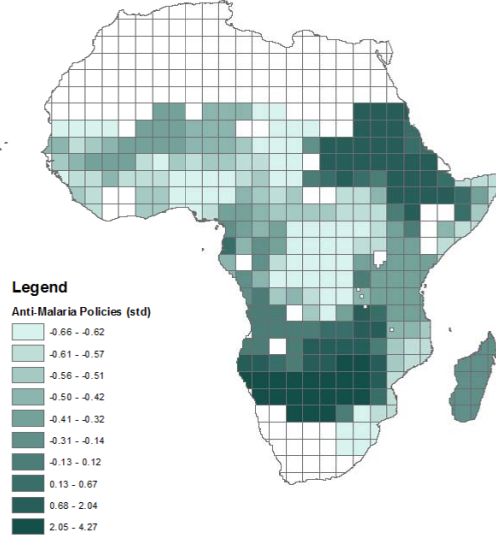 Legend
Anti-Malaria Policies (std)
-0.66 - -0.62
-0.61 - -0.57
-0.56 - -0.51
-0.50 - -0.42
-0.41 - -0.32
-0.31 - -0.14
-0.13 - 0.12
0.13 - 0.67
0.68 - 2.04
2.05 - 4.27